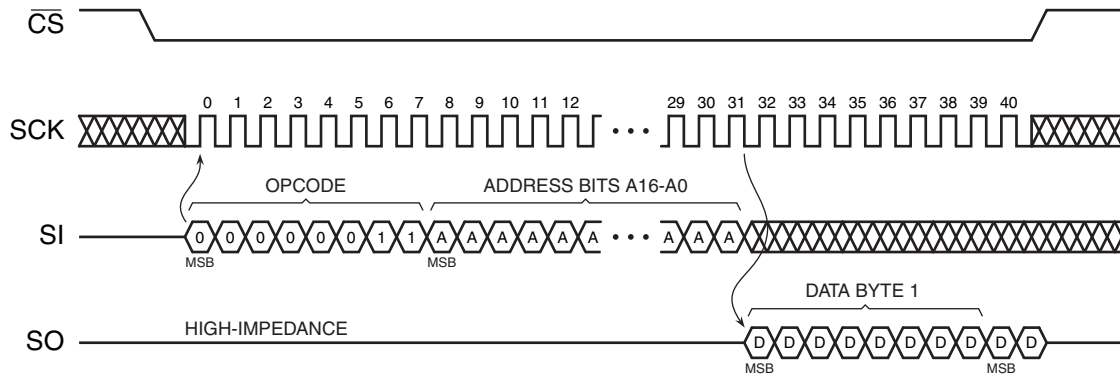 CS
0 1 2 3 4 5 6 7 8 9 10 11 12 29 30 31 32 33 34 35 36 37 38 39 40
SCK
• • •
OPCODE ADDRESS BITS A16-A0
SI 0 0 0 0 0 0 1 1 A A A A A A • • • A A A
MSB MSB
DATA BYTE 1
HIGH-IMPEDANCE
SO D D D D D D D D D D
MSB MSB